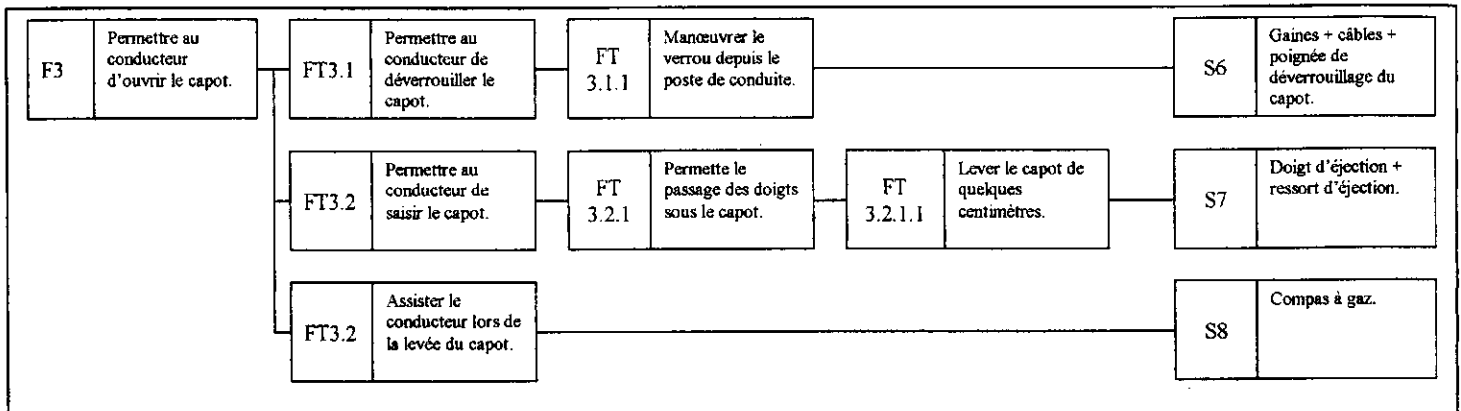 F3
Permettre au
conducteur
d'ouvrir le capot.
FT3.1
Permettre au
conducteur de
déverrouiller le
capot.
FT
3.1.1
Manœuvrer le
verrou depuis le
poste de conduite.
S6
Gaines + câbles +
poignée de
déverrouillage du
capot.
FT3.2
Permettre au
conducteur de
saisir le capot.
FT
3.2.1
Permette le
passage des doigts
sous le capot.
FT
3.2.1.1
Lever le capot de
quelques
centimètres.
S7
Doigt d'éjection +
ressort d'éjection.
FT3.2
Assister le
conducteur lors de
la levée du capot.
S8
Compas à gaz.